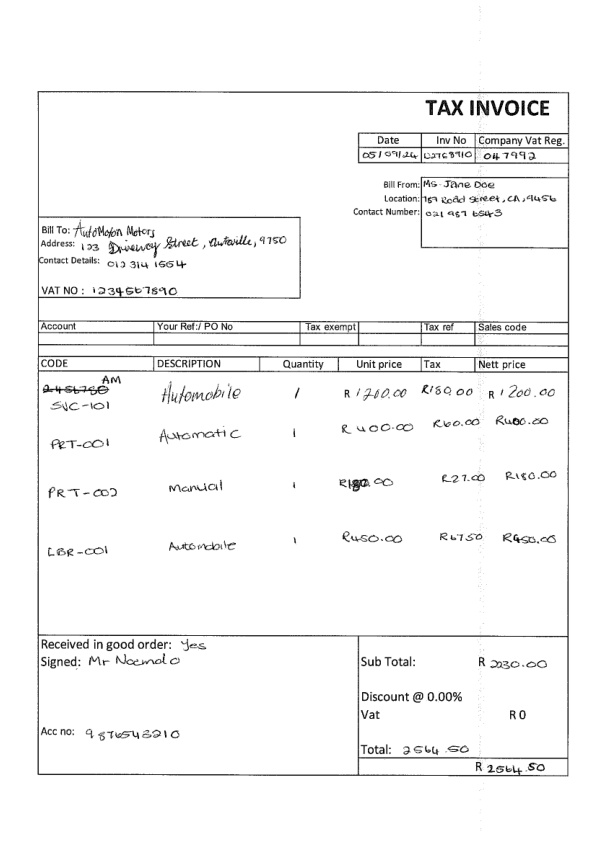 TAX INVOICE
Date Inv No Company Vat Reg.
05/09/24 02768910 047992
Bill From: Ms. Jane Doe
Location: 789 Road Street, CA, 9456
Contact Number: 021 987 6543
Bill To: AutoMoton Motors
Address: 123 Driveway Street, Autoville, 9750
Contact Details: 012 314 1554
VAT NO : 1234567890
Account Your Ref:/ PO No Tax exempt Tax ref Sales code
CODE DESCRIPTION Quantity Unit price Tax Nett price
AM
SVC-101 Automobile 1 R 1200.00 R180.00 R 1200.00
PRT-001 Automatic 1 R 400.00 R60.00 R400.00
PRT-002 Manual 1 R180.00 R27.00 R180.00
LBR-001 Automobile 1 R450.00 R67.50 R450.00
Received in good order: Yes
Signed: Mr
Sub Total: R 2230.00
Discount @ 0.00%
Vat R 0
Acc no: 9876543210
Total: 2564.50
R 2564.50